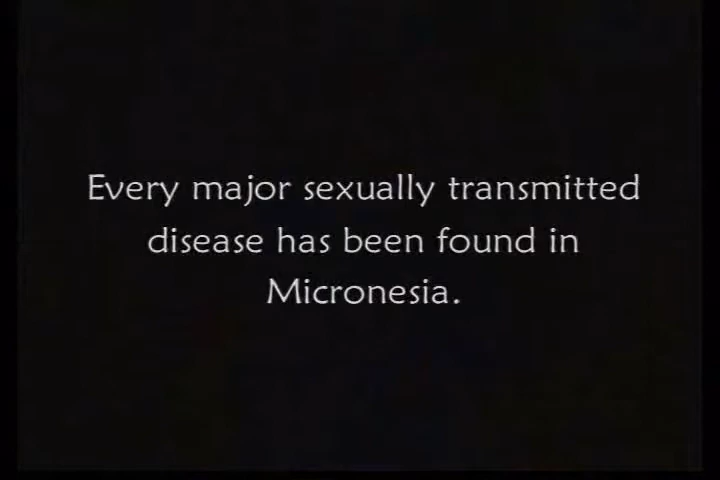 Every major sexually transmitted
disease has been found in
Micronesia.